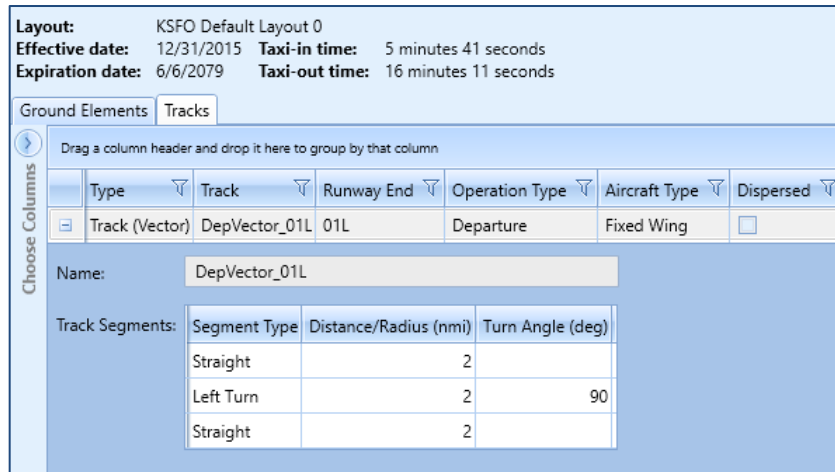 Layout: KSFO Default Layout 0
Effective date: 12/31/2015 Taxi-in time: 5 minutes 41 seconds
Expiration date: 6/6/2079 Taxi-out time: 16 minutes 11 seconds
Ground Elements Tracks
Choose Columns
Drag a column header and drop it here to group by that column
Type Track Runway End Operation Type Aircraft Type Dispersed
Track (Vector) DepVector_01L 01L Departure Fixed Wing
Name: DepVector_01L
Track Segments: Segment Type Distance/Radius (nmi) Turn Angle (deg)
Straight 2
Left Turn 2 90
Straight 2